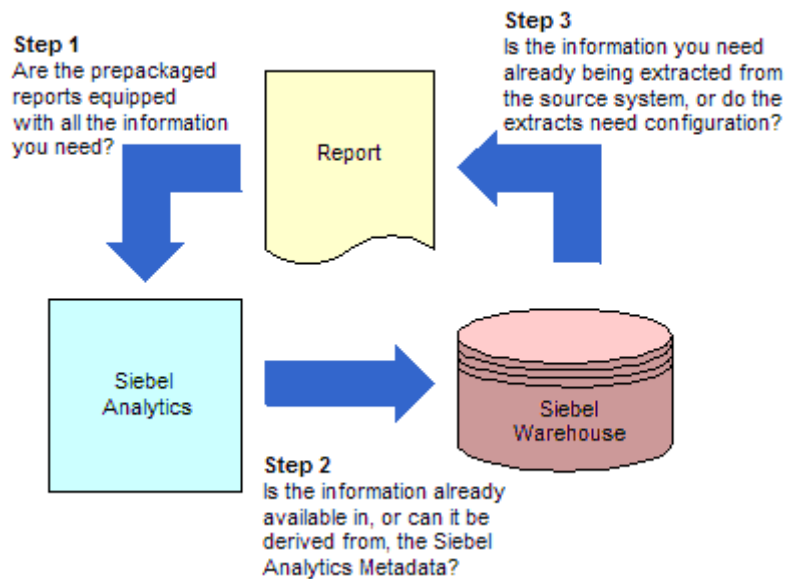 Step 1
Are the prepackaged
reports equipped
with all the information
you need?
Report
Step 3
Is the information you need
already being extracted from
the source system, or do the
extracts need configuration?
Siebel
Analytics
Siebel
Warehouse
Step 2
Is the information already
available in, or can it be
derived from, the Siebel
Analytics Metadata?